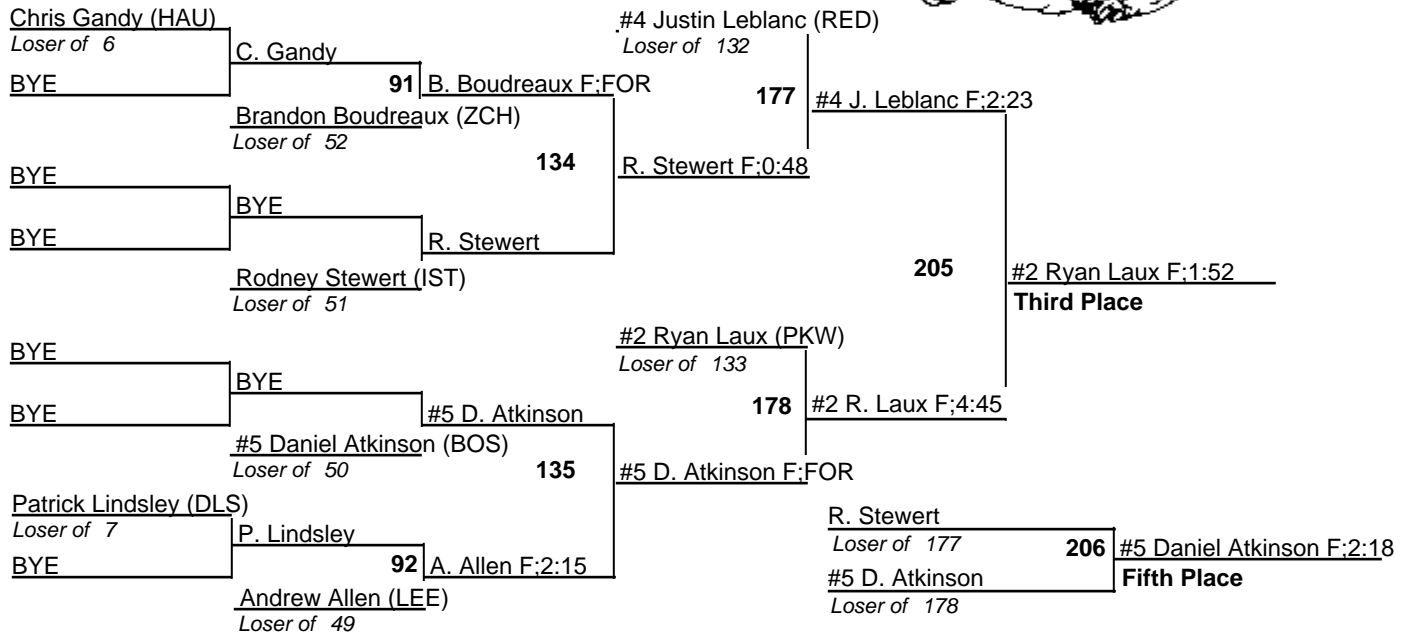 Chris Gandy (HAU)
Loser of 6
C. Gandy
BYE
91
B. Boudreaux F;FOR
Brandon Boudreaux (ZCH)
Loser of 52
134
BYE
BYE
BYE
R. Stewert
Rodney Stewert (IST)
Loser of 51
#4 Justin Leblanc (RED)
Loser of 132
177
#4 J. Leblanc F;2:23
R. Stewert F;0:48
205
#2 Ryan Laux F;1:52
Third Place
BYE
BYE
BYE
#5 D. Atkinson
#5 Daniel Atkinson (BOS)
Loser of 50
135
#2 Ryan Laux (PKW)
Loser of 133
178
#2 R. Laux F;4:45
#5 D. Atkinson F;FOR
Patrick Lindsley (DLS)
Loser of 7
P. Lindsley
BYE
92
A. Allen F;2:15
Andrew Allen (LEE)
Loser of 49
R. Stewert
Loser of 177
206
#5 Daniel Atkinson F;2:18
#5 D. Atkinson
Fifth Place
Loser of 178